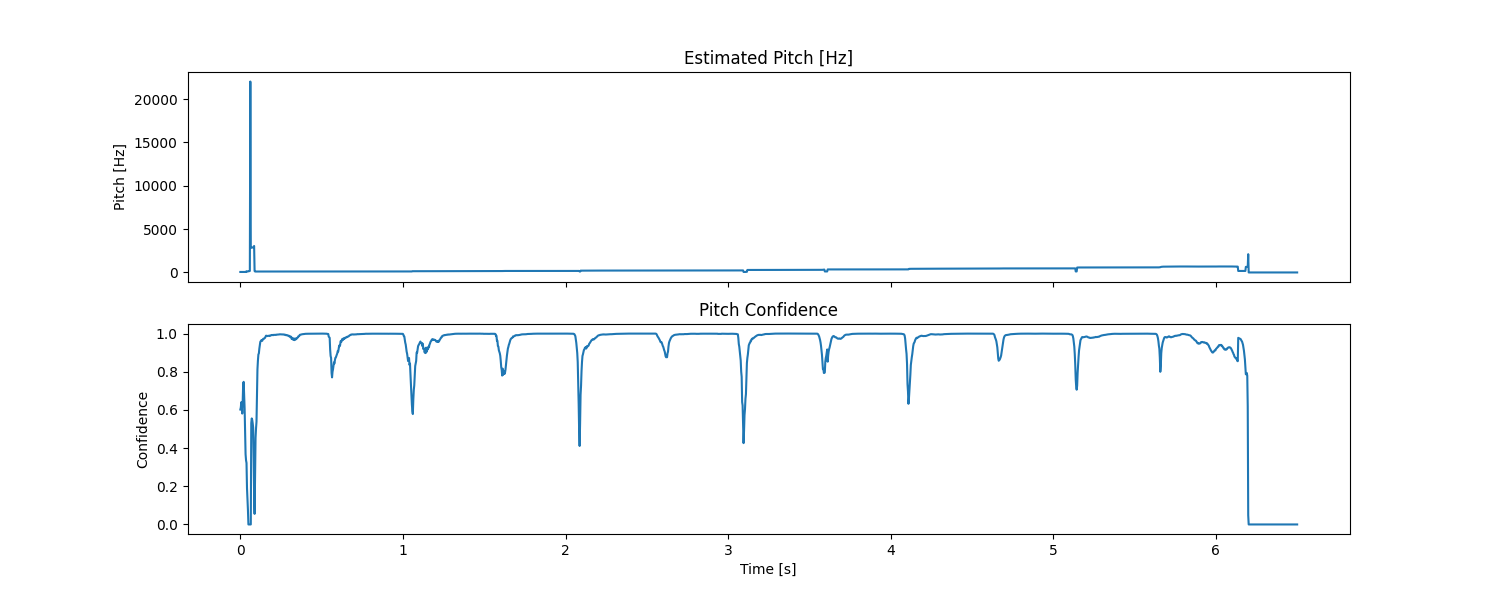 Estimated Pitch [Hz]
Pitch [Hz]
20000
15000
10000
5000
0
Pitch Confidence
Confidence
1.0
0.8
0.6
0.4
0.2
0.0
0 1 2 3 4 5 6
Time [s]